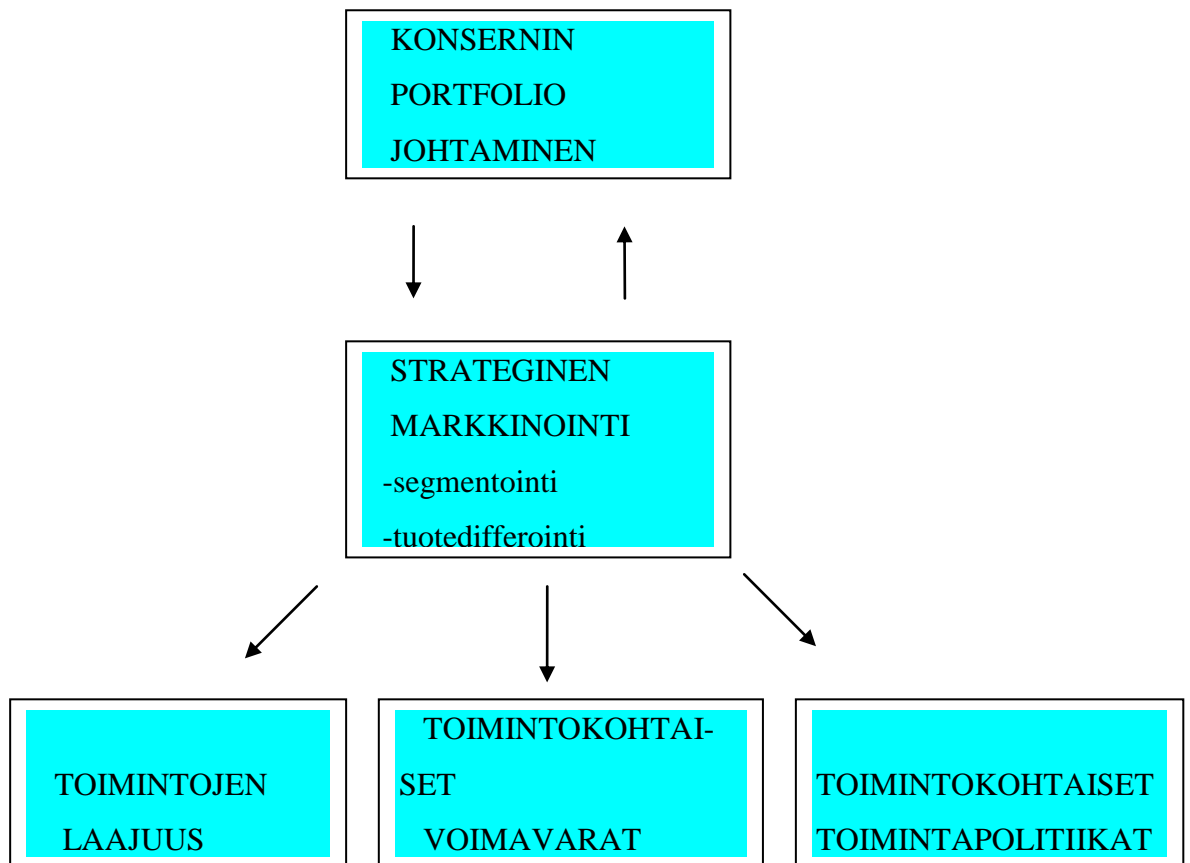 KONSERNIN
PORTFOLIO
JOHTAMINEN
STRATEGINEN
MARKKINOINTI
-segmentointi
-tuotedifferointi
TOIMINTOJEN
LAAJUUS
TOIMINTOKOHTAI-
SET
VOIMAVARAT
TOIMINTOKOHTAISET
TOIMINTAPOLITIIKAT